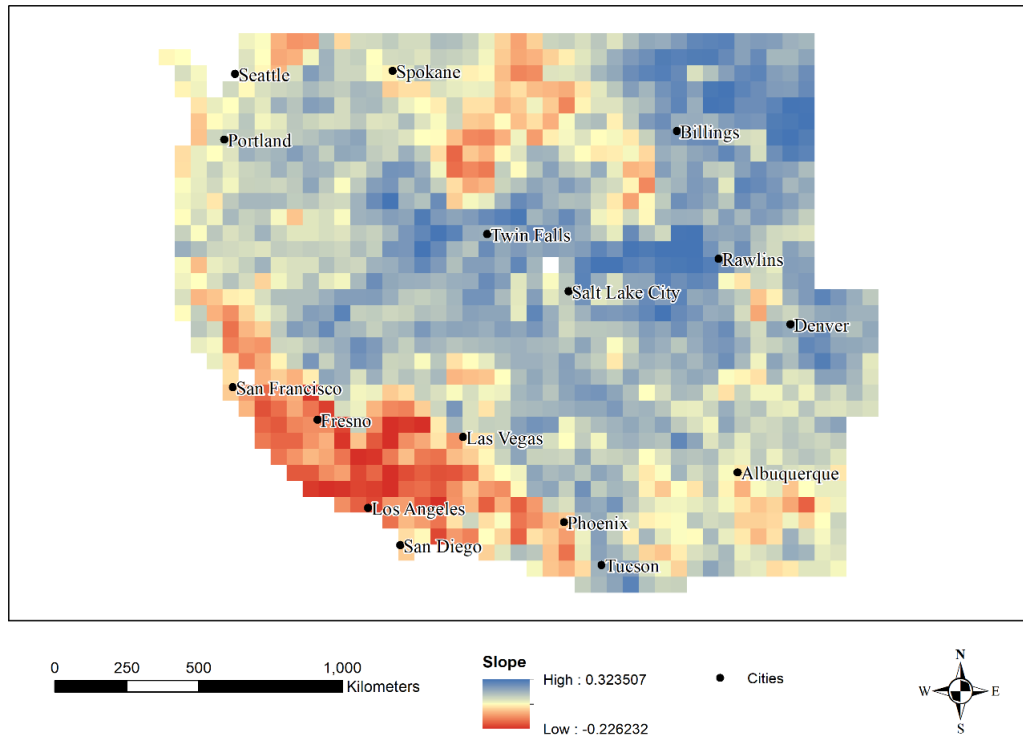 Seattle
Spokane
Portland
Billings
Twin Falls
Rawlins
Salt Lake City
Denver
San Francisco
Fresno
Las Vegas
Albuquerque
Los Angeles
Phoenix
San Diego
Tucson
0 250 500 1,000
Kilometers
Slope
High : 0.323507
Low : -0.226232
Cities
N
W E
S